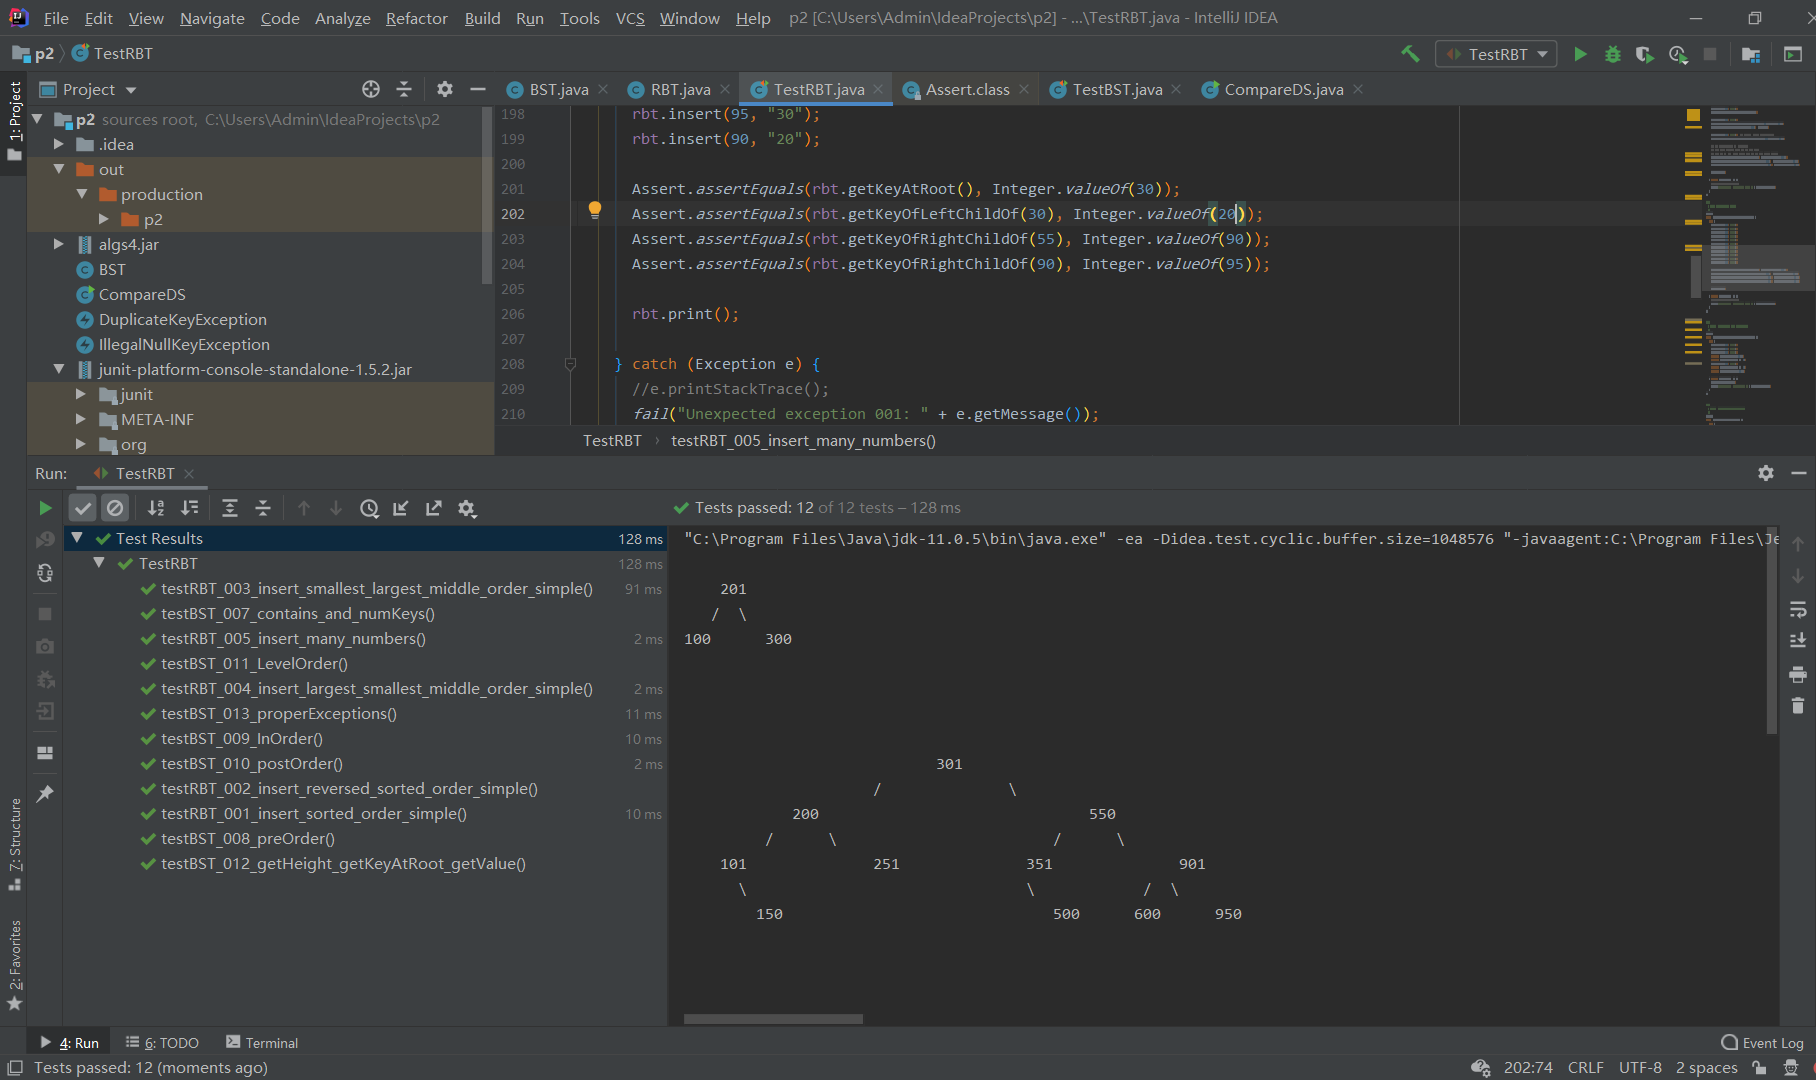 File Edit View Navigate Code Analyze Refactor Build Run Tools VCS Window Help p2 [C:\Users\Admin\IdeaProjects\p2] - ...\TestRBT.java - IntelliJ IDEA
p2 TestRBT TestRBT
1: Project
Project BST.java RBT.java TestRBT.java Assert.class TestBST.java CompareDS.java
p2 sources root, C:\Users\Admin\IdeaProjects\p2
.idea
out
production
p2
algs4.jar
BST
CompareDS
DuplicateKeyException
IllegalNullKeyException
junit-platform-console-standalone-1.5.2.jar
junit
META-INF
org
198 rbt.insert(95, "30");
199 rbt.insert(90, "20");
200
201 Assert.assertEquals(rbt.getKeyAtRoot(), Integer.valueOf(30));
202 Assert.assertEquals(rbt.getKeyOfLeftChildOf(30), Integer.valueOf(20));
203 Assert.assertEquals(rbt.getKeyOfRightChildOf(55), Integer.valueOf(90));
204 Assert.assertEquals(rbt.getKeyOfRightChildOf(90), Integer.valueOf(95));
205
206 rbt.print();
207
208 } catch (Exception e) {
209 //e.printStackTrace();
210 fail("Unexpected exception 001: " + e.getMessage());
TestRBT › testRBT_005_insert_many_numbers()
Run: TestRBT
Tests passed: 12 of 12 tests – 128 ms
Test Results 128 ms
TestRBT 128 ms
testRBT_003_insert_smallest_largest_middle_order_simple() 91 ms
testBST_007_contains_and_numKeys()
testRBT_005_insert_many_numbers() 2 ms
testBST_011_LevelOrder()
testRBT_004_insert_largest_smallest_middle_order_simple() 2 ms
testBST_013_properExceptions() 11 ms
testBST_009_InOrder() 10 ms
testBST_010_postOrder() 2 ms
testRBT_002_insert_reversed_sorted_order_simple()
testRBT_001_insert_sorted_order_simple() 10 ms
testBST_008_preOrder()
testBST_012_getHeight_getKeyAtRoot_getValue()
"C:\Program Files\Java\jdk-11.0.5\bin\java.exe" -ea -Didea.test.cyclic.buffer.size=1048576 "-javaagent:C:\Program Files\Je
201
/ \
100 300
301
/ \
200 550
/ \ / \
101 251 351 901
\ \ / \
150 500 600 950
7: Structure
2: Favorites
4: Run 6: TODO Terminal Event Log
Tests passed: 12 (moments ago) 202:74 CRLF UTF-8 2 spaces